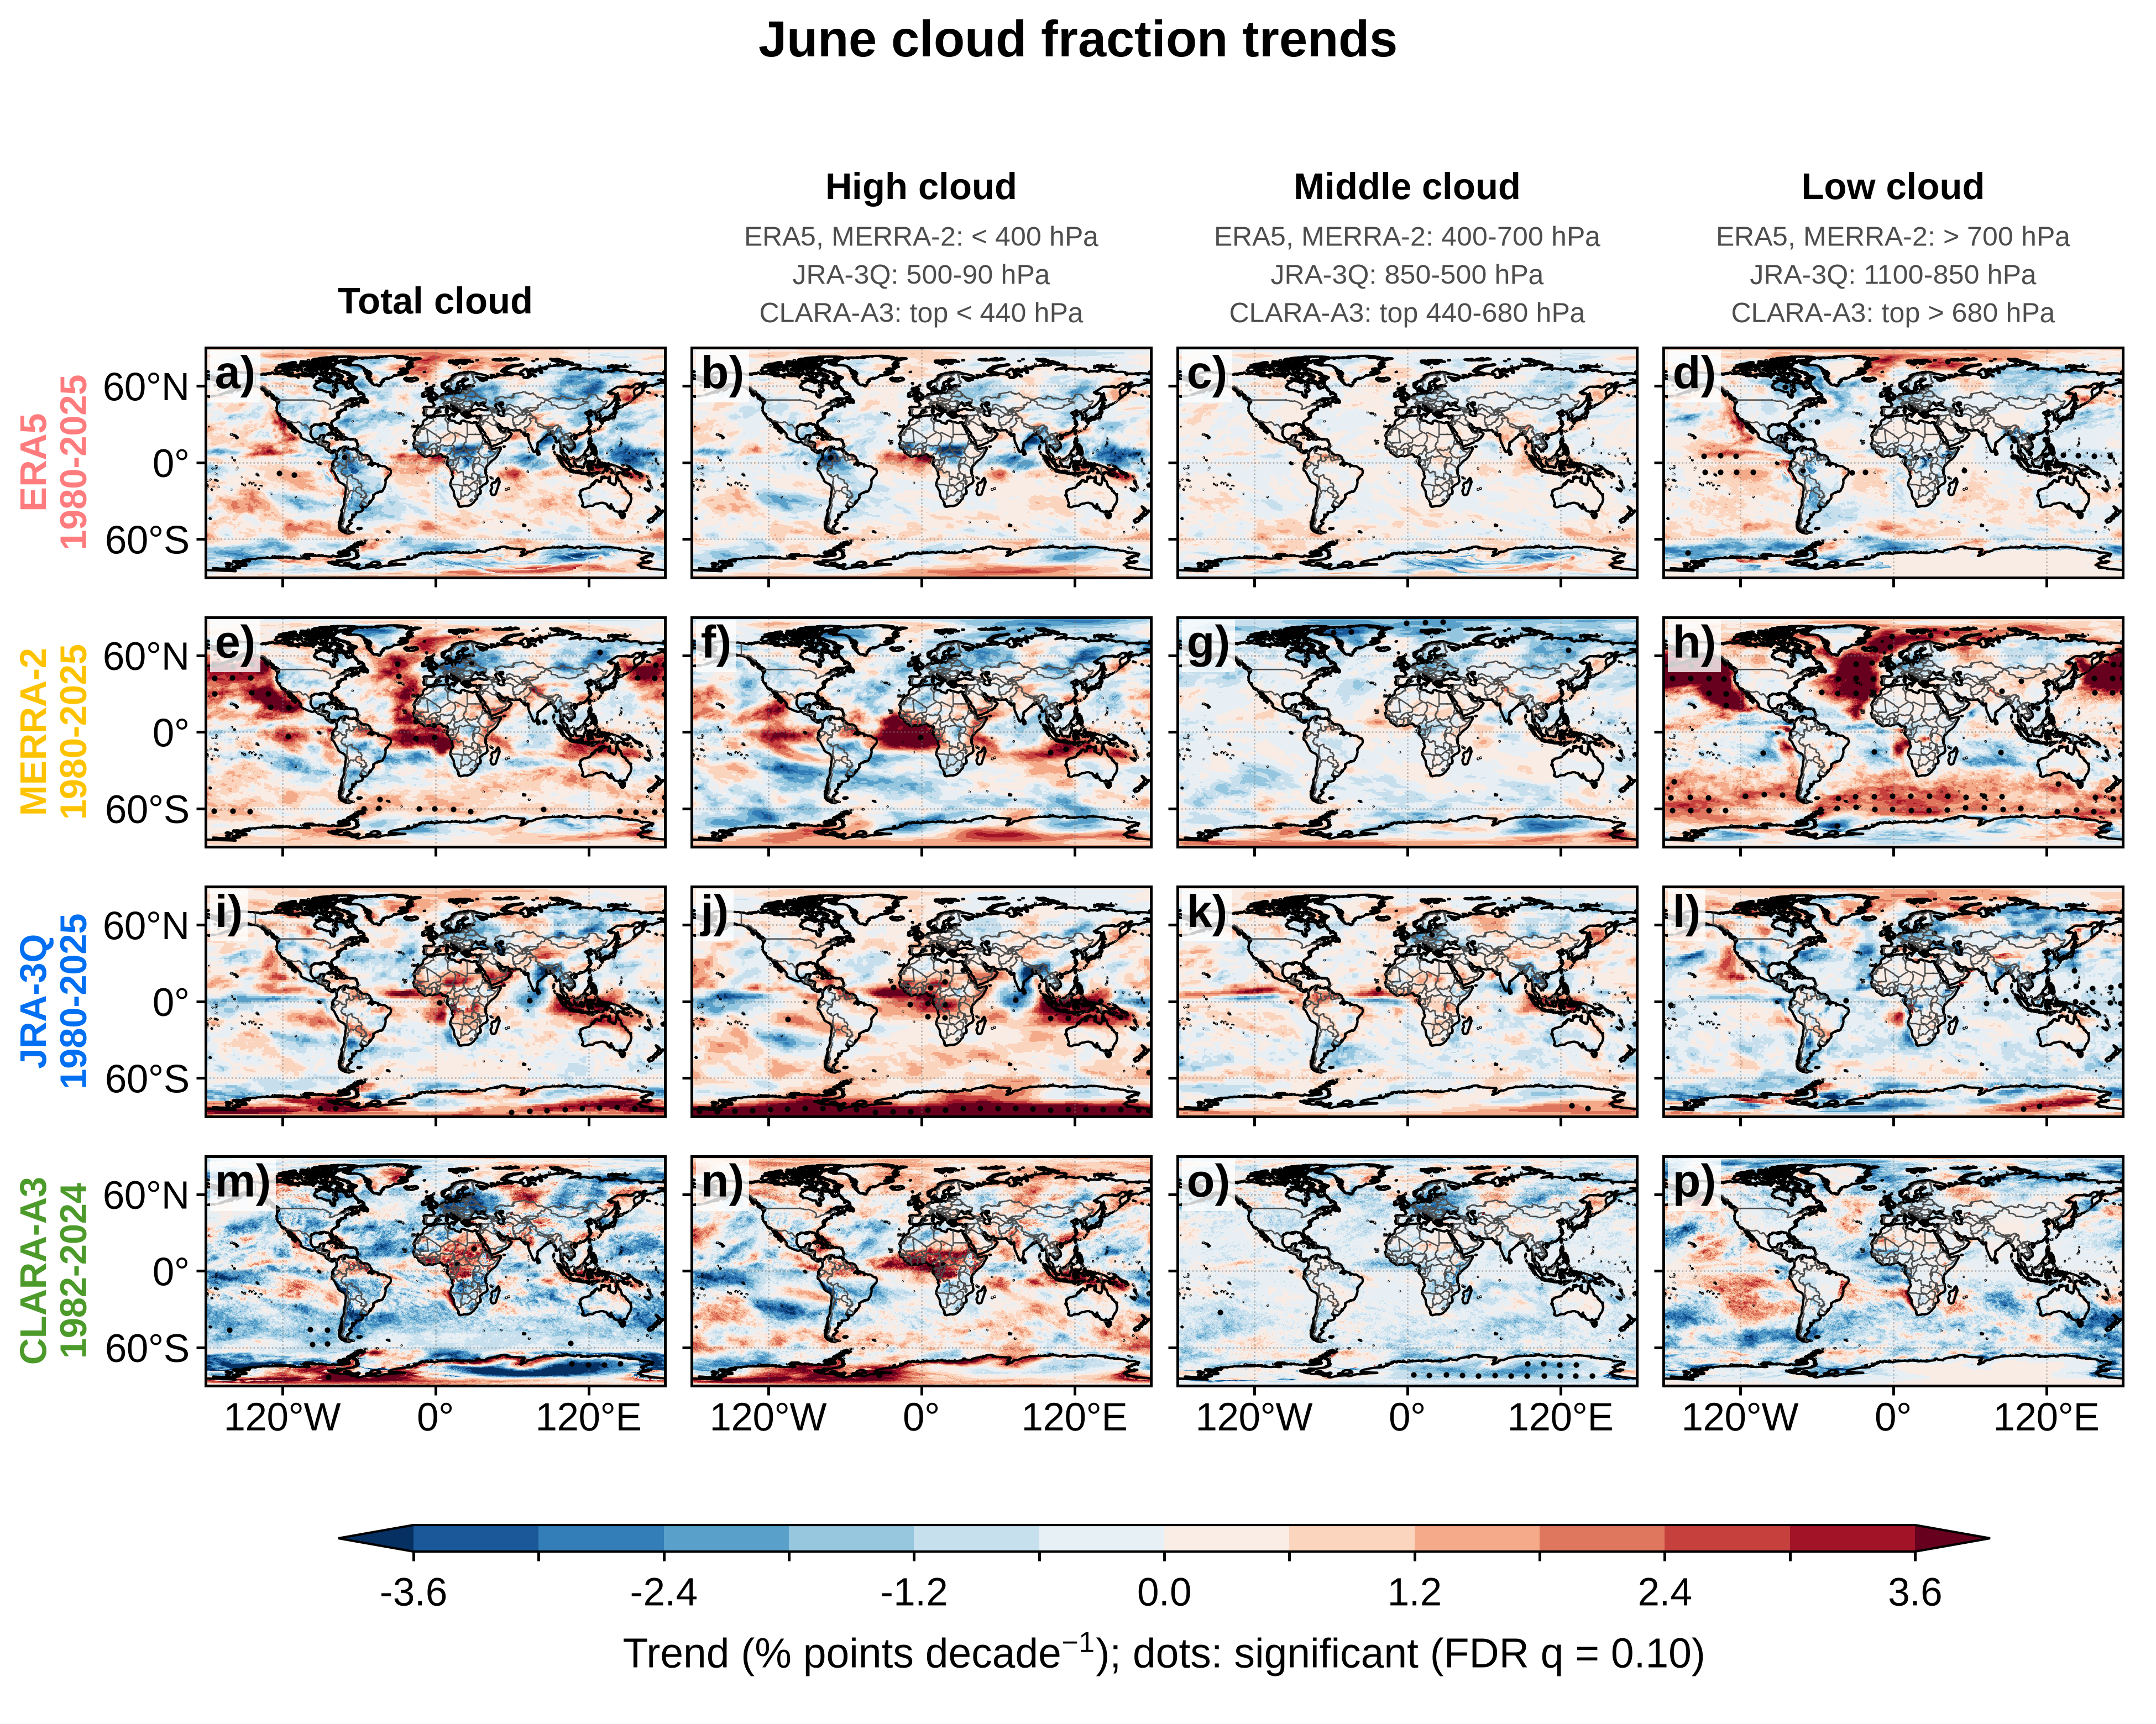 June cloud fraction trends
Total cloud
High cloud
ERA5, MERRA-2: < 400 hPa
JRA-3Q: 500-90 hPa
CLARA-A3: top < 440 hPa
Middle cloud
ERA5, MERRA-2: 400-700 hPa
JRA-3Q: 850-500 hPa
CLARA-A3: top 440-680 hPa
Low cloud
ERA5, MERRA-2: > 700 hPa
JRA-3Q: 1100-850 hPa
CLARA-A3: top > 680 hPa
ERA5
1980-2025
60°N
0°
60°S
a)
b)
c)
d)
MERRA-2
1980-2025
60°N
0°
60°S
e)
f)
g)
h)
JRA-3Q
1980-2025
60°N
0°
60°S
i)
j)
k)
l)
CLARA-A3
1982-2024
60°N
0°
60°S
m)
n)
o)
p)
120°W 0° 120°E
120°W 0° 120°E
120°W 0° 120°E
120°W 0° 120°E
-3.6 -2.4 -1.2 0.0 1.2 2.4 3.6
Trend (% points decade⁻¹); dots: significant (FDR q = 0.10)